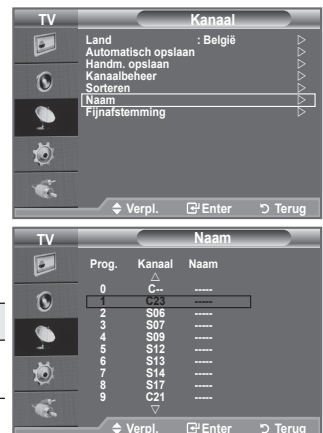 TV Kanaal
Land : België
Automatisch opslaan
Handm. opslaan
Kanaalbeheer
Sorteren
Naam
Fijnafstemming
Verpl. Enter Terug
TV Naam
Prog. Kanaal Naam
0 C-- -----
1 C23 -----
2 S06 -----
3 S07 -----
4 S09 -----
5 S12 -----
6 S13 -----
7 S14 -----
8 S17 -----
9 C21 -----
Verpl. Enter Terug